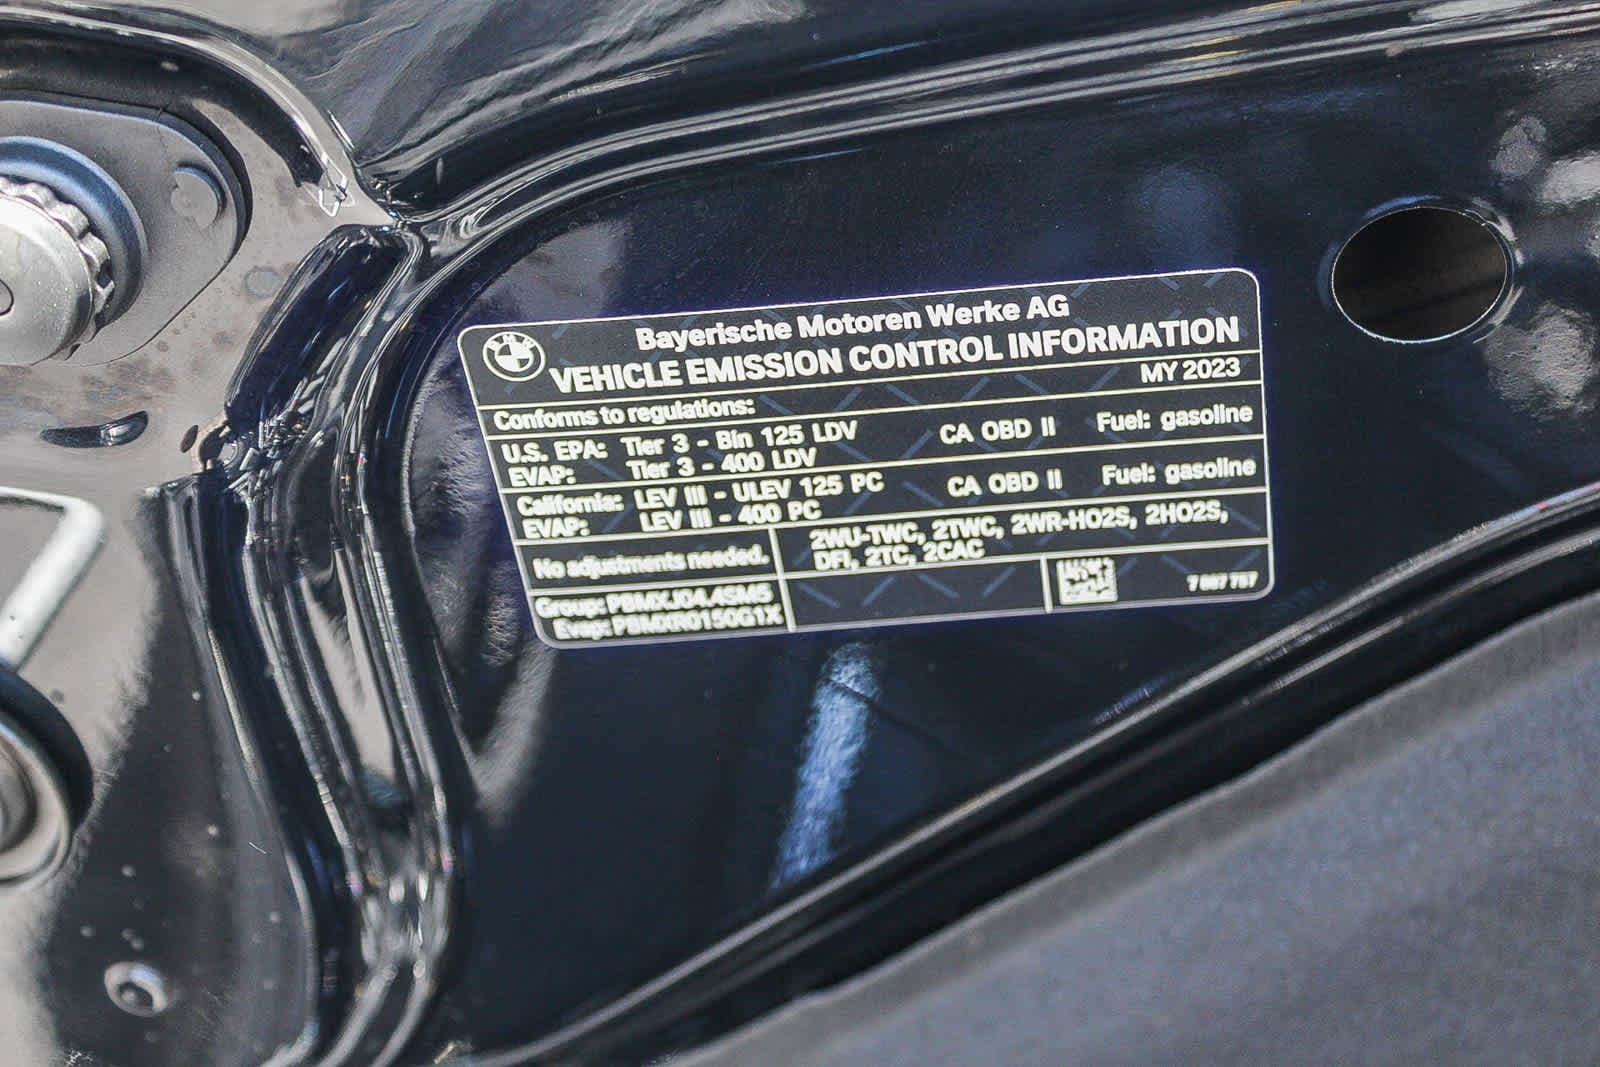 BMW
Bayerische Motoren Werke AG
VEHICLE EMISSION CONTROL INFORMATION
MY 2023
Conforms to regulations:
U.S. EPA: Tier 3 - Bin 125 LDV CA OBD II Fuel: gasoline
EVAP: Tier 3 - 400 LDV
California: LEV III - ULEV 125 PC CA OBD II Fuel: gasoline
EVAP: LEV III - 400 PC
No adjustments needed.
2WU-TWC, 2TWC, 2WR-HO2S, 2HO2S,
DFI, 2TC, 2CAC
Group: PBMXJ04.4SM5
Evap: PBMXR0150G1X